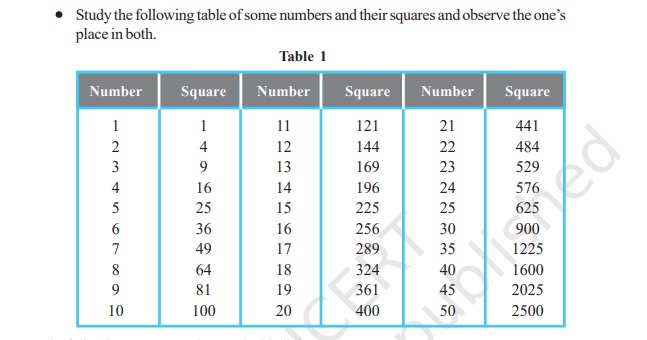 • Study the following table of some numbers and their squares and observe the one’s
place in both.
Table 1
Number Square Number Square Number Square
1 1 11 121 21 441
2 4 12 144 22 484
3 9 13 169 23 529
4 16 14 196 24 576
5 25 15 225 25 625
6 36 16 256 30 900
7 49 17 289 35 1225
8 64 18 324 40 1600
9 81 19 361 45 2025
10 100 20 400 50 2500